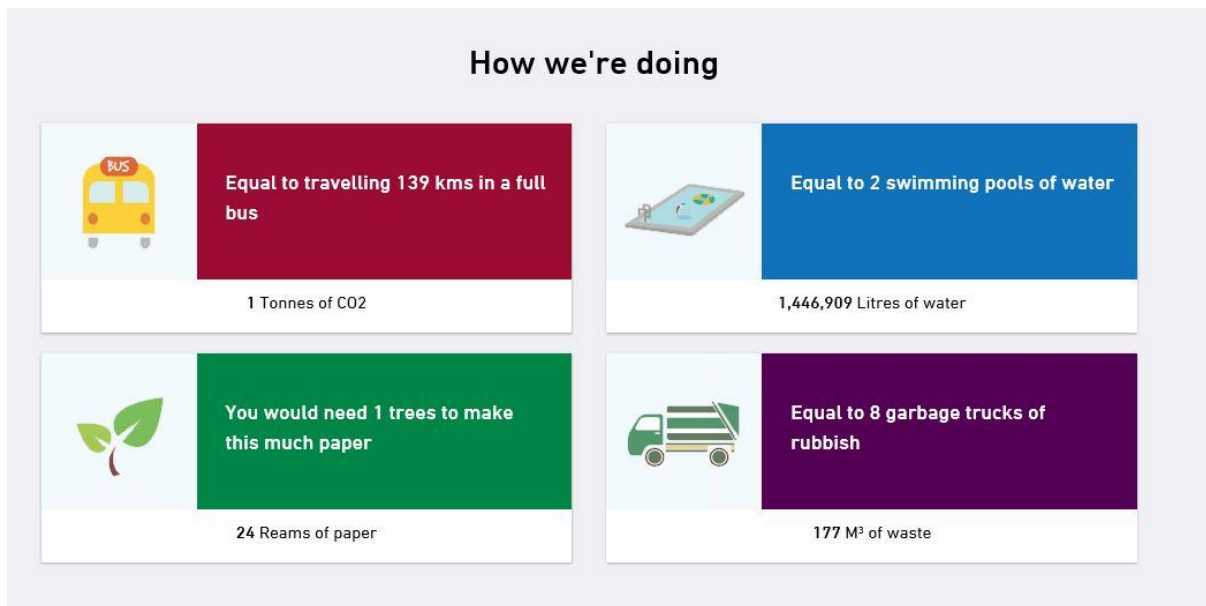 How we're doing
BUS
Equal to travelling 139 kms in a full
bus
1 Tonnes of CO2
Equal to 2 swimming pools of water
1,446,909 Litres of water
You would need 1 trees to make
this much paper
24 Reams of paper
Equal to 8 garbage trucks of
rubbish
177 M³ of waste